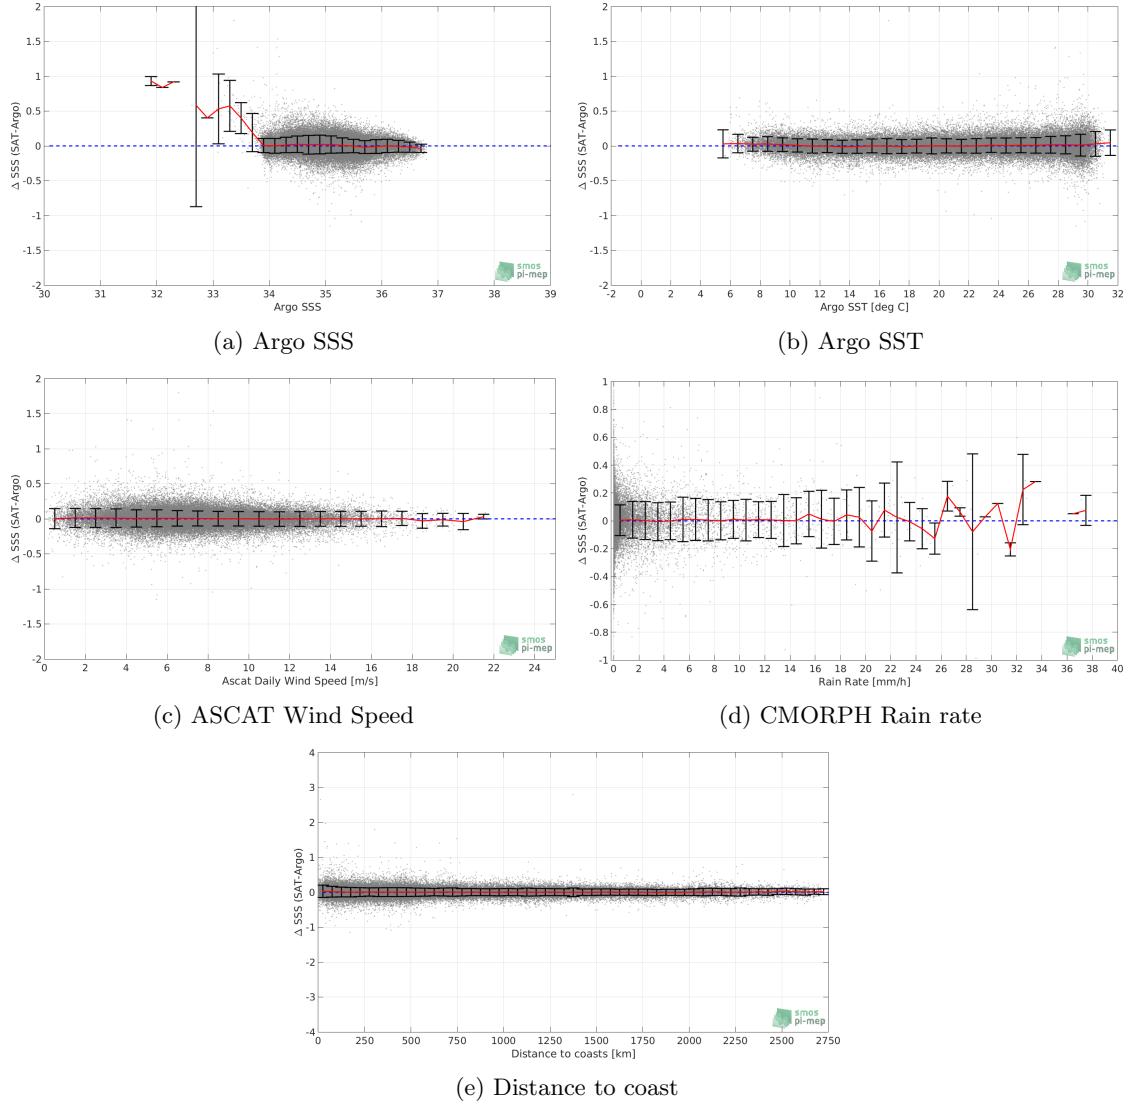 2
1.5
1
0.5
0
-0.5
-1
-1.5
-2
Δ SSS (SAT-Argo)
30 31 32 33 34 35 36 37 38 39
Argo SSS
smos
pi-mep
(a) Argo SSS
2
1.5
1
0.5
0
-0.5
-1
-1.5
-2
Δ SSS (SAT-Argo)
-2 0 2 4 6 8 10 12 14 16 18 20 22 24 26 28 30 32
Argo SST [deg C]
smos
pi-mep
(b) Argo SST
2
1.5
1
0.5
0
-0.5
-1
-1.5
-2
Δ SSS (SAT-Argo)
0 2 4 6 8 10 12 14 16 18 20 22 24
Ascat Daily Wind Speed [m/s]
smos
pi-mep
(c) ASCAT Wind Speed
1
0.8
0.6
0.4
0.2
0
-0.2
-0.4
-0.6
-0.8
-1
Δ SSS (SAT-Argo)
0 2 4 6 8 10 12 14 16 18 20 22 24 26 28 30 32 34 36 38 40
Rain Rate [mm/h]
smos
pi-mep
(d) CMORPH Rain rate
4
3
2
1
0
-1
-2
-3
-4
Δ SSS (SAT-Argo)
0 250 500 750 1000 1250 1500 1750 2000 2250 2500 2750
Distance to coasts [km]
smos
pi-mep
(e) Distance to coast